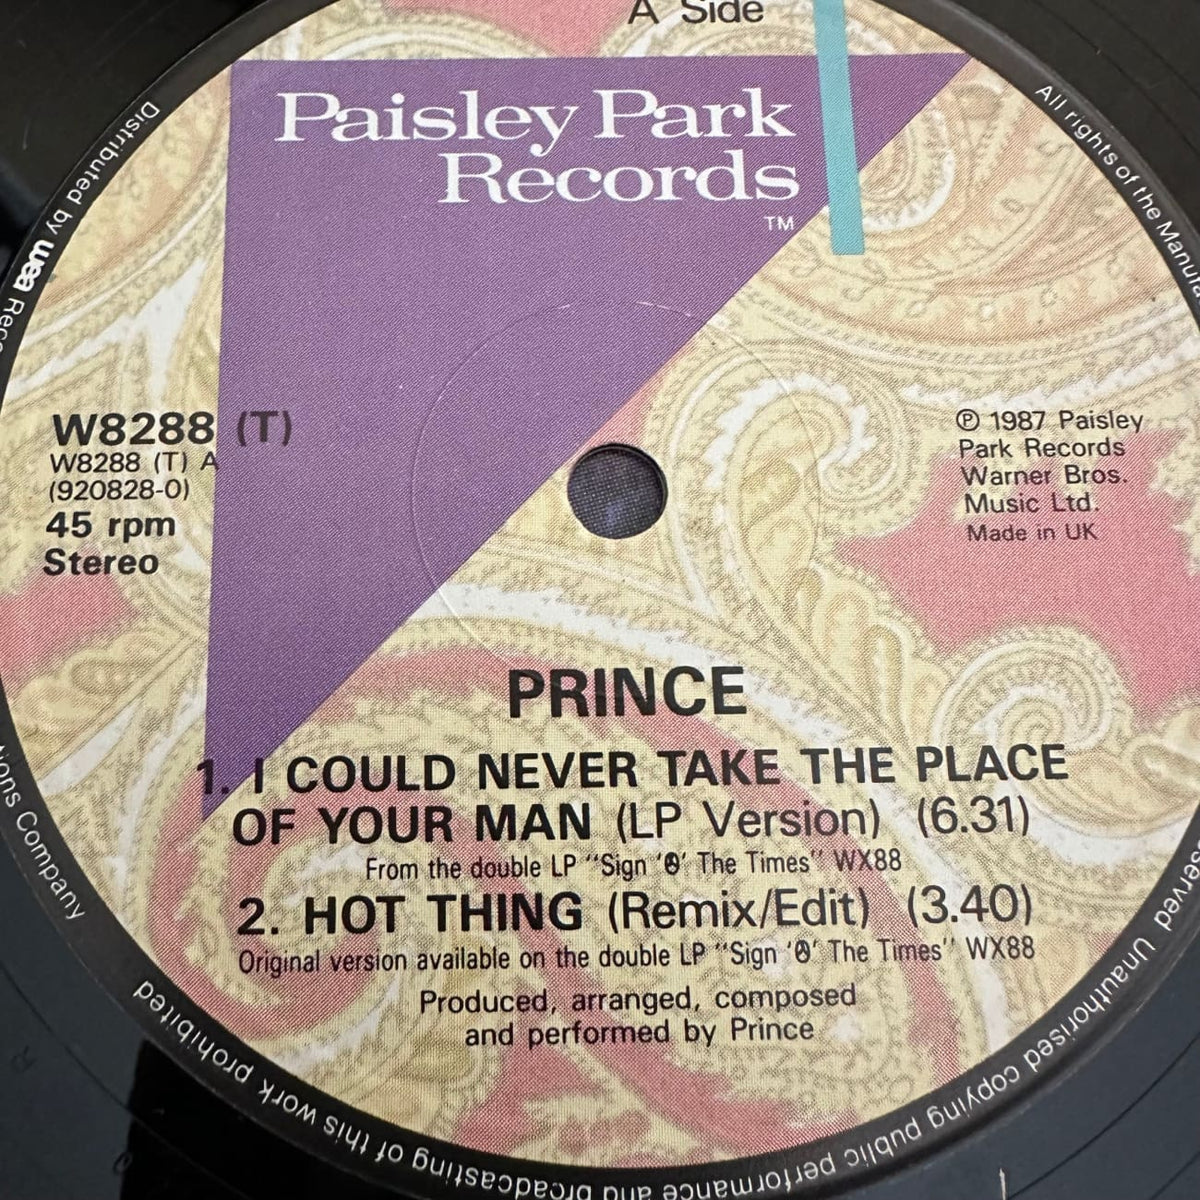 A Side
Paisley Park
Records
TM
W8288 (T)
W8288 (T) A
(920828-0)
45 rpm
Stereo
℗ 1987 Paisley
Park Records
Warner Bros.
Music Ltd.
Made in UK
PRINCE
1. I COULD NEVER TAKE THE PLACE
OF YOUR MAN (LP Version) (6.31)
From the double LP "Sign '☮' The Times" WX88
2. HOT THING (Remix/Edit) (3.40)
Original version available on the double LP "Sign '☮' The Times" WX88
Produced, arranged, composed
and performed by Prince
Distributed by wea
All rights of the
Company
Unauthorised copying public performance and broadcasting of this work prohibited